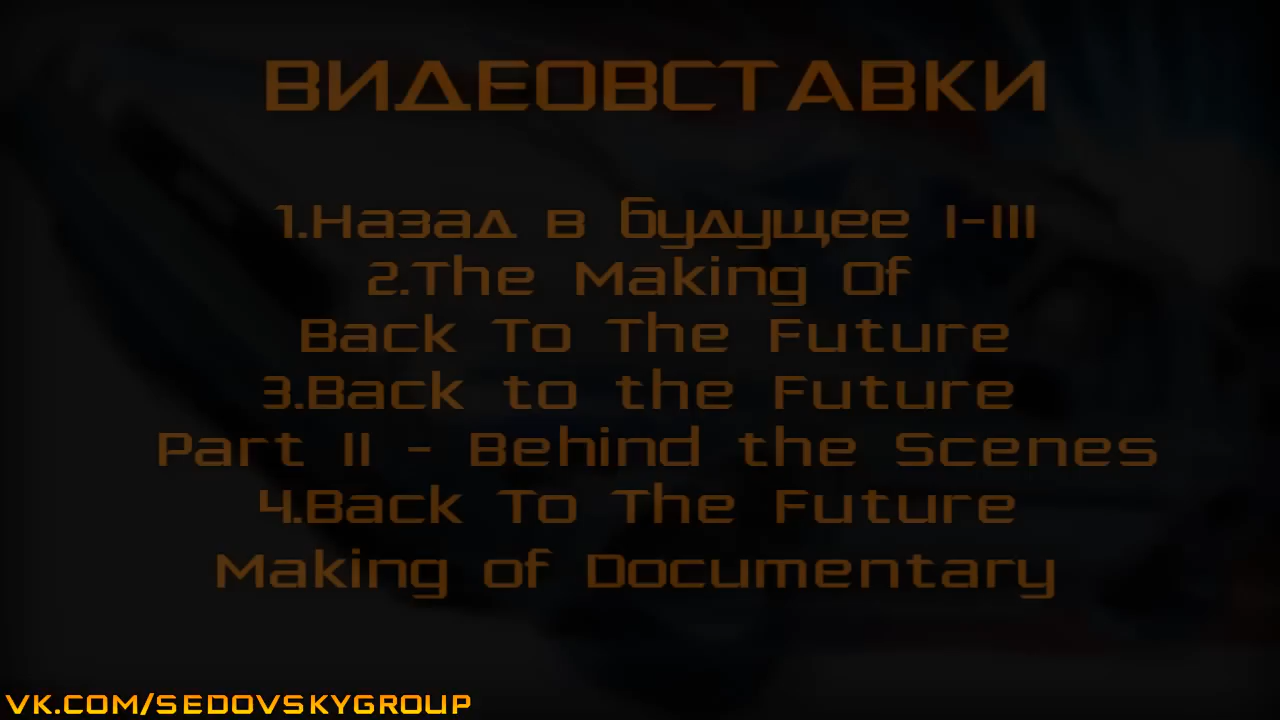 ВИДЕОВСТАВКИ
1.Назад в будущее I-III
2.The Making Of
Back To The Future
3.Back to the Future
Part II - Behind the Scenes
4.Back To The Future
Making of Documentary
VK.COM/SEDOVSKYGROUP